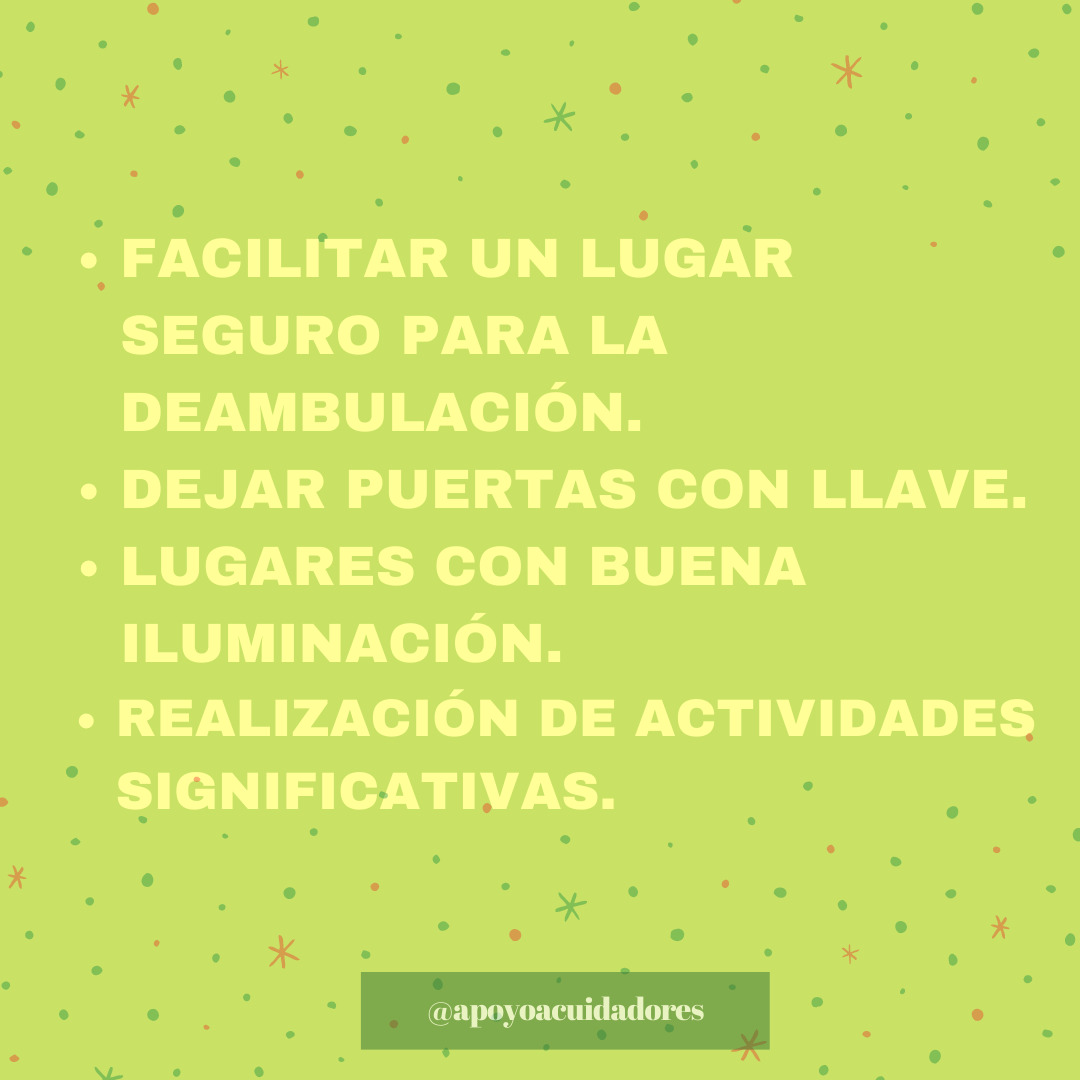 • FACILITAR UN LUGAR
SEGURO PARA LA
DEAMBULACIÓN.
• DEJAR PUERTAS CON LLAVE.
• LUGARES CON BUENA
ILUMINACIÓN.
• REALIZACIÓN DE ACTIVIDADES
SIGNIFICATIVAS.
@apoyoacuidadores